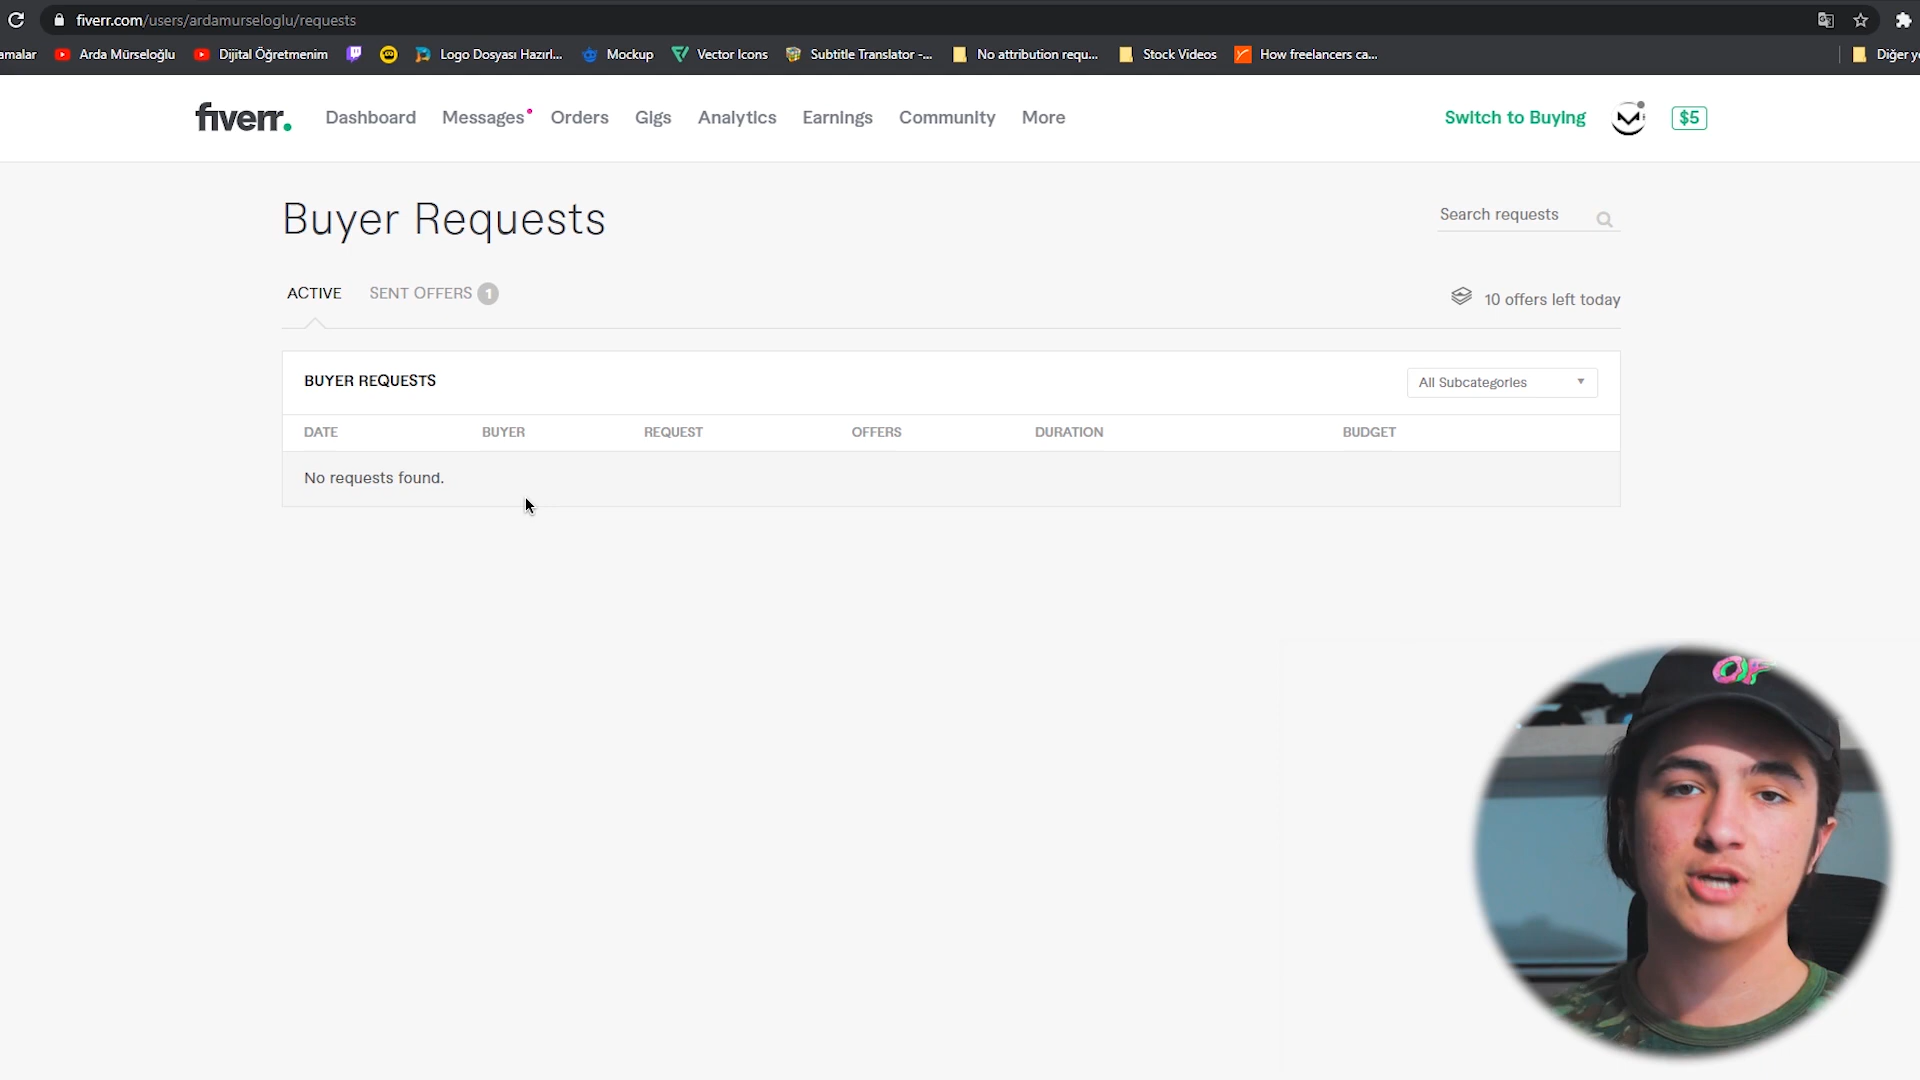 fiverr.com/users/ardamurseloglu/requests
amalar Arda Mürseloğlu Dijital Öğretmenim Logo Dosyası Hazırl... Mockup Vector Icons Subtitle Translator -... No attribution requ... Stock Videos How freelancers ca... Diğer y
fiverr. Dashboard Messages Orders Gigs Analytics Earnings Community More Switch to Buying $5
Buyer Requests
Search requests
ACTIVE SENT OFFERS 1
10 offers left today
BUYER REQUESTS
All Subcategories
DATE BUYER REQUEST OFFERS DURATION BUDGET
No requests found.
OF